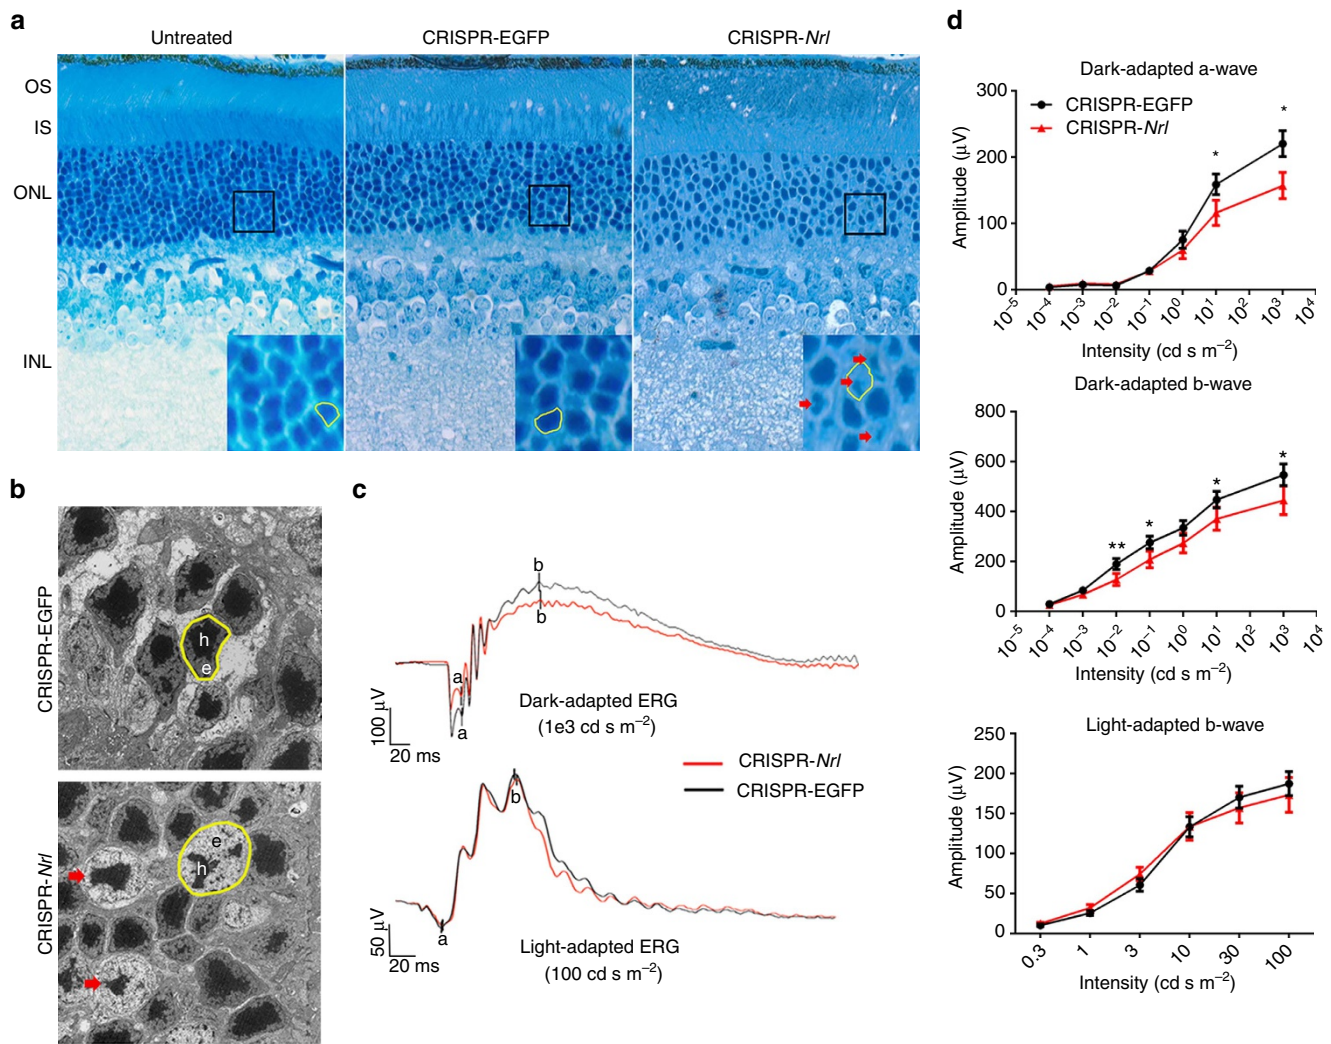 a
Untreated
CRISPR-EGFP
CRISPR-Nrl
OS
IS
ONL
INL
b
CRISPR-EGFP
h
e
CRISPR-Nrl
e
h
c
b
b
a
a
100 µV
20 ms
Dark-adapted ERG
(1e3 cd s m⁻²)
CRISPR-Nrl
CRISPR-EGFP
b
a
50 µV
20 ms
Light-adapted ERG
(100 cd s m⁻²)
d
Dark-adapted a-wave
CRISPR-EGFP
CRISPR-Nrl
Amplitude (µV)
300
200
100
0
*
*
10⁻⁵ 10⁻⁴ 10⁻³ 10⁻² 10⁻¹ 10⁰ 10¹ 10² 10³ 10⁴
Intensity (cd s m⁻²)
Dark-adapted b-wave
Amplitude (µV)
800
600
400
200
0
**
*
*
*
10⁻⁵ 10⁻⁴ 10⁻³ 10⁻² 10⁻¹ 10⁰ 10¹ 10² 10³ 10⁴
Intensity (cd s m⁻²)
Light-adapted b-wave
Amplitude (µV)
250
200
150
100
50
0
0.3 1 3 10 30 100
Intensity (cd s m⁻²)